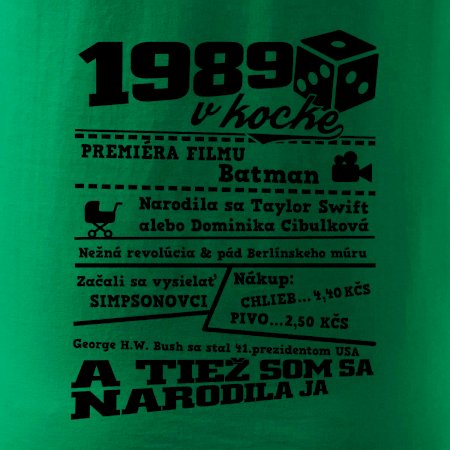 1989
v kocke
PREMIÉRA FILMU
Batman
Narodila sa Taylor Swift
alebo Dominika Cibulková
Nežná revolúcia & pád Berlínskeho múru
Začali sa vysielať
SIMPSONOVCI
Nákup:
CHLIEB...4,40 KČS
PIVO...2,50 KČS
George H.W. Bush sa stal 41.prezidentom USA
A TIEŽ SOM SA
NARODILA JA